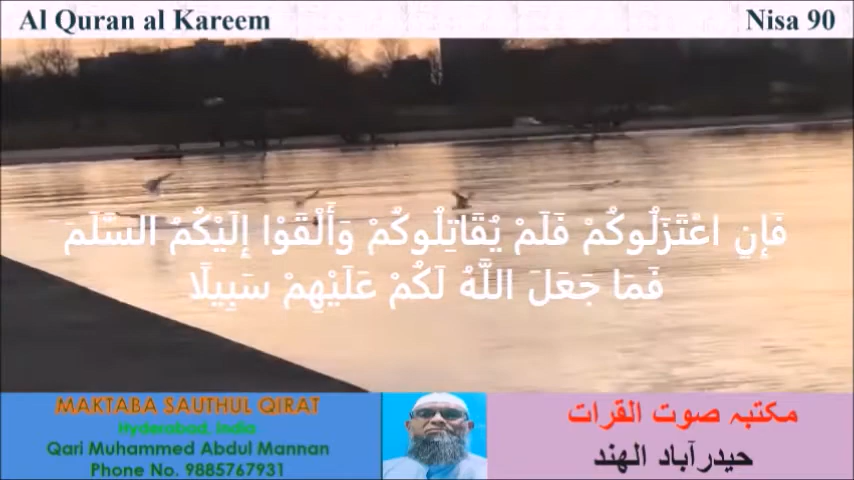 Al Quran al Kareem
Nisa 90
فَإِنِ اعْتَزَلُوكُمْ فَلَمْ يُقَاتِلُوكُمْ وَأَلْقَوْا إِلَيْكُمُ السَّلَمَ
فَمَا جَعَلَ اللَّهُ لَكُمْ عَلَيْهِمْ سَبِيلًا
MAKTABA SAUTHUL QIRAT
Hyderabad, India
Qari Muhammed Abdul Mannan
Phone No. 9885767931
مکتبہ صوت القرات
حیدرآباد الھند